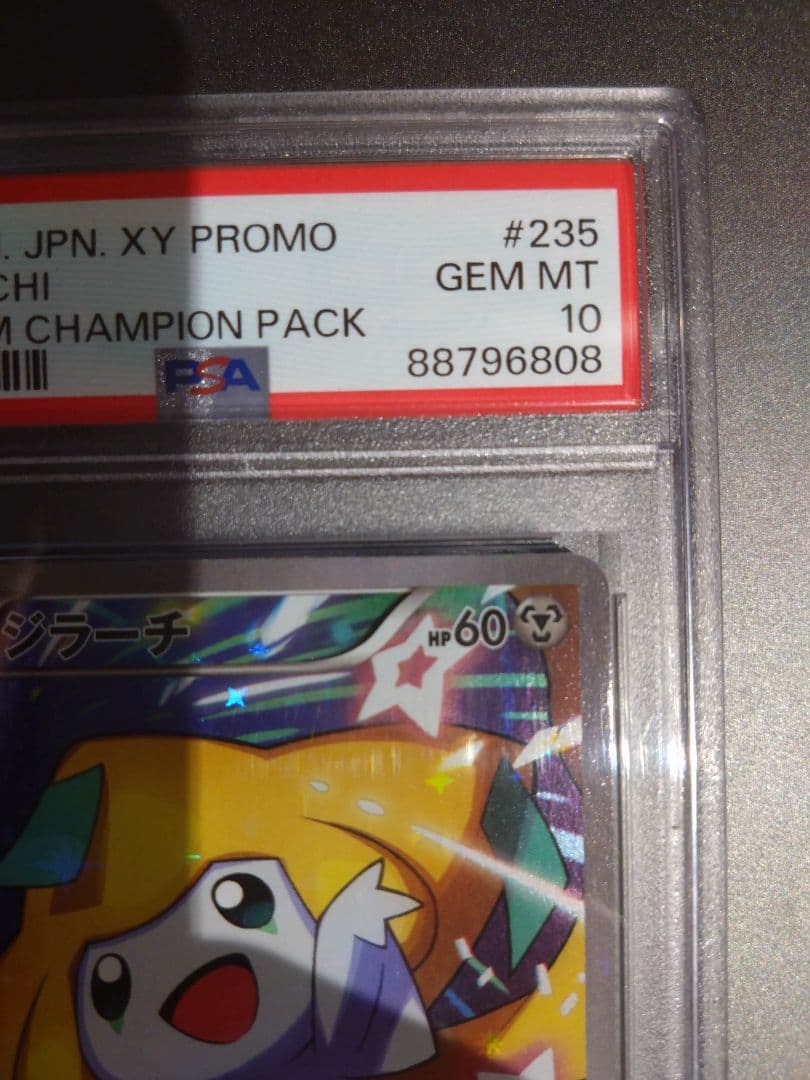 . JPN. XY PROMO #235
CHI GEM MT
M CHAMPION PACK 10
PSA 88796808
ジラーチ HP60